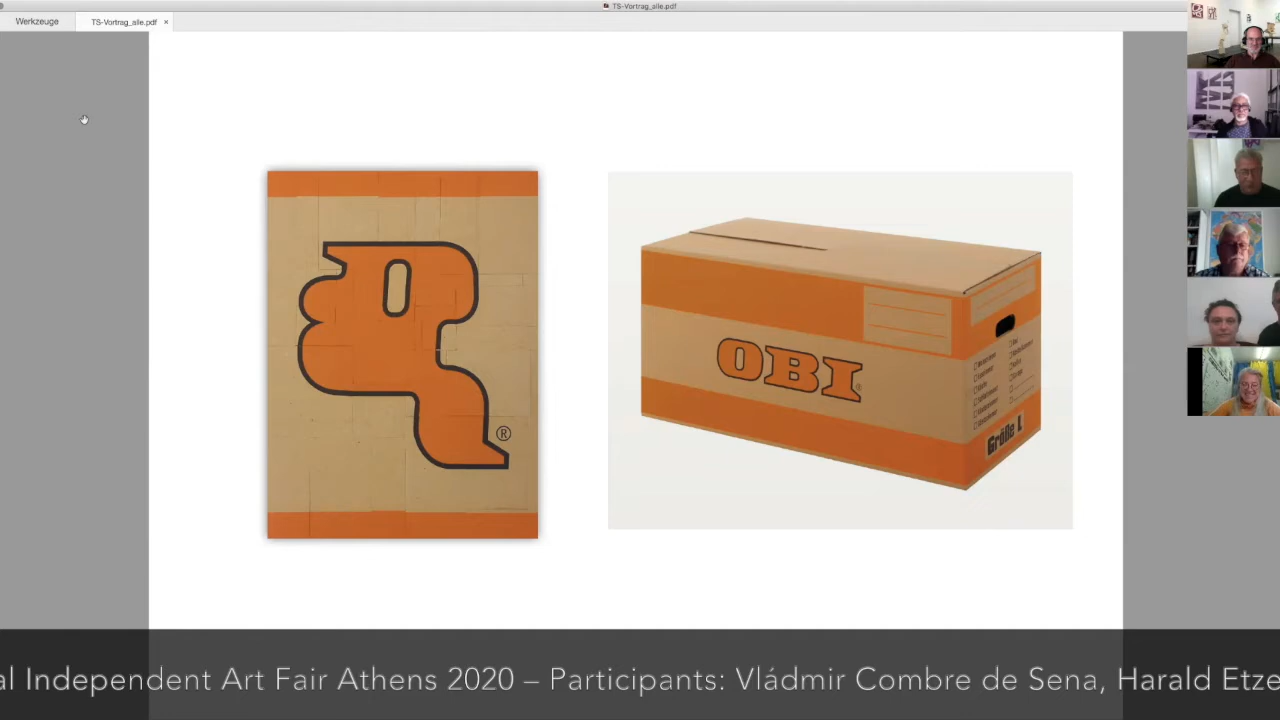 TS-Vortrag_alle.pdf
Werkzeuge
TS-Vortrag_alle.pdf ×
®
OBI
®
Größe L
al Independent Art Fair Athens 2020 – Participants: Vládmir Combre de Sena, Harald Etze